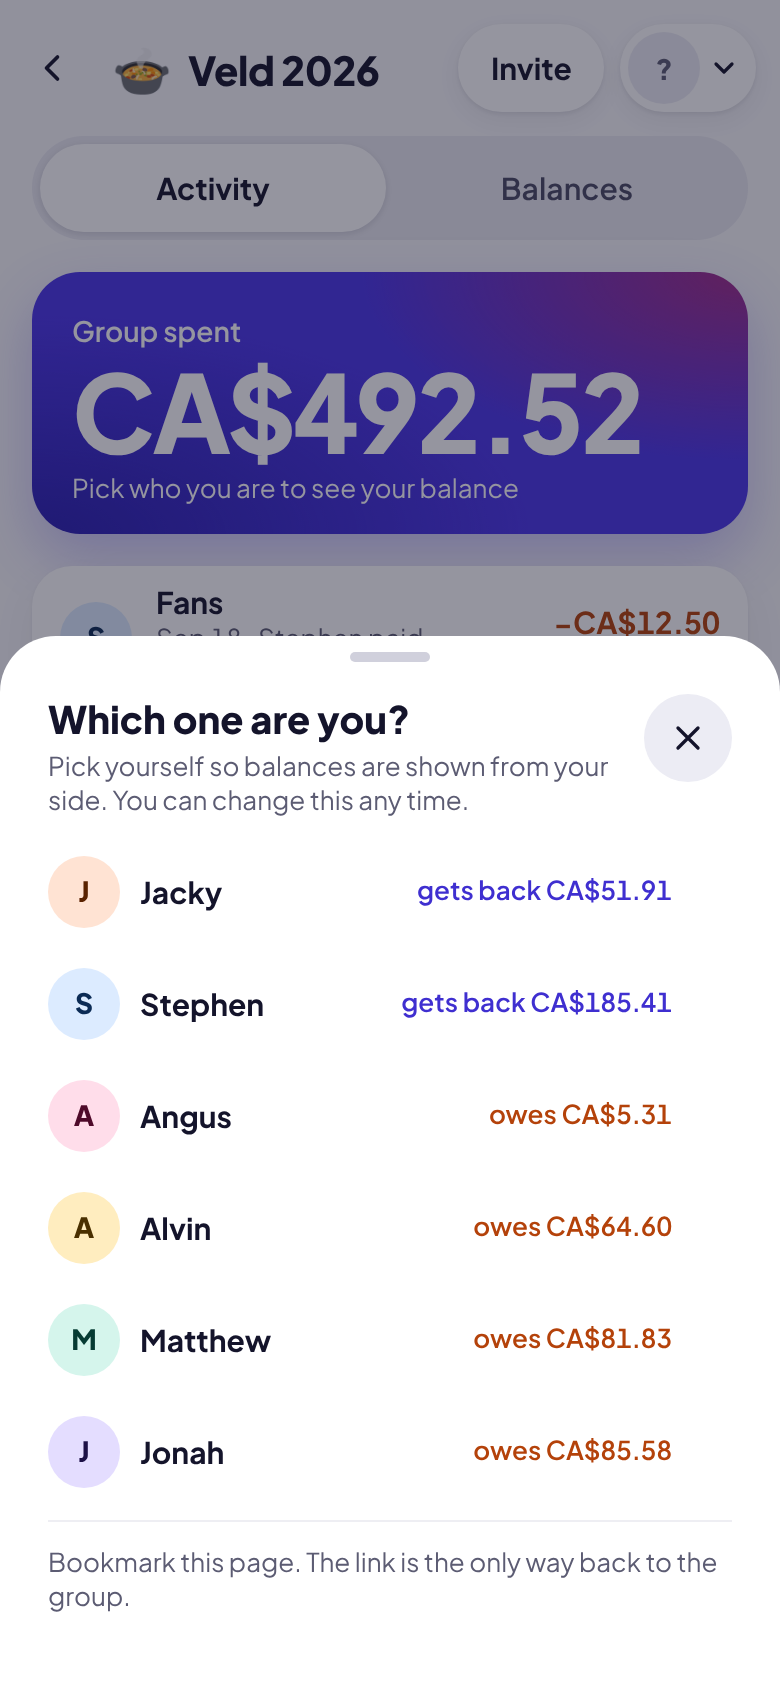 Veld 2026
Invite
?
Activity
Balances
Group spent
CA$492.52
Pick who you are to see your balance
Fans
–CA$12.50
S
Sep 18 · Stephen paid
Which one are you?
Pick yourself so balances are shown from your
side. You can change this any time.
J
Jacky
gets back CA$51.91
S
Stephen
gets back CA$185.41
A
Angus
owes CA$5.31
A
Alvin
owes CA$64.60
M
Matthew
owes CA$81.83
J
Jonah
owes CA$85.58
Bookmark this page. The link is the only way back to the
group.